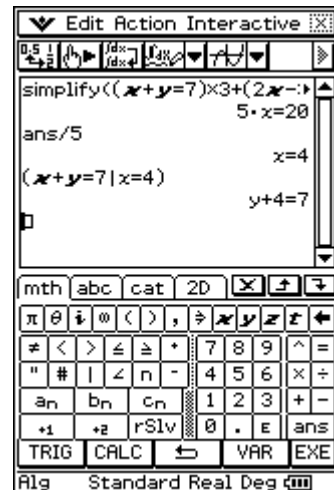 Edit Action Interactive
simplify((x+y=7)×3+(2x-
5·x=20
ans/5
x=4
(x+y=7|x=4)
y+4=7
mth abc cat 2D
π θ i ∞ ( ) , ⇒ x y z t ←
≠ < > ≤ ≥ 7 8 9 ^ =
" # | ∠ 4 5 6 × ÷
an bn cn 1 2 3 + -
+1 +2 rSlv 0 . E ans
TRIG CALC VAR EXE
Alg Standard Real Deg